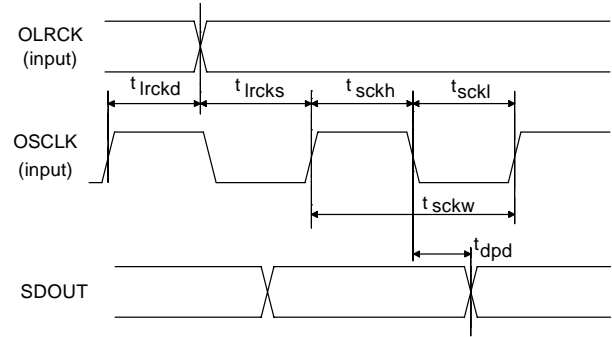 OLRCK
(input)
t lrckd
t lrcks
t sckh
t sckl
OSCLK
(input)
t sckw
t dpd
SDOUT